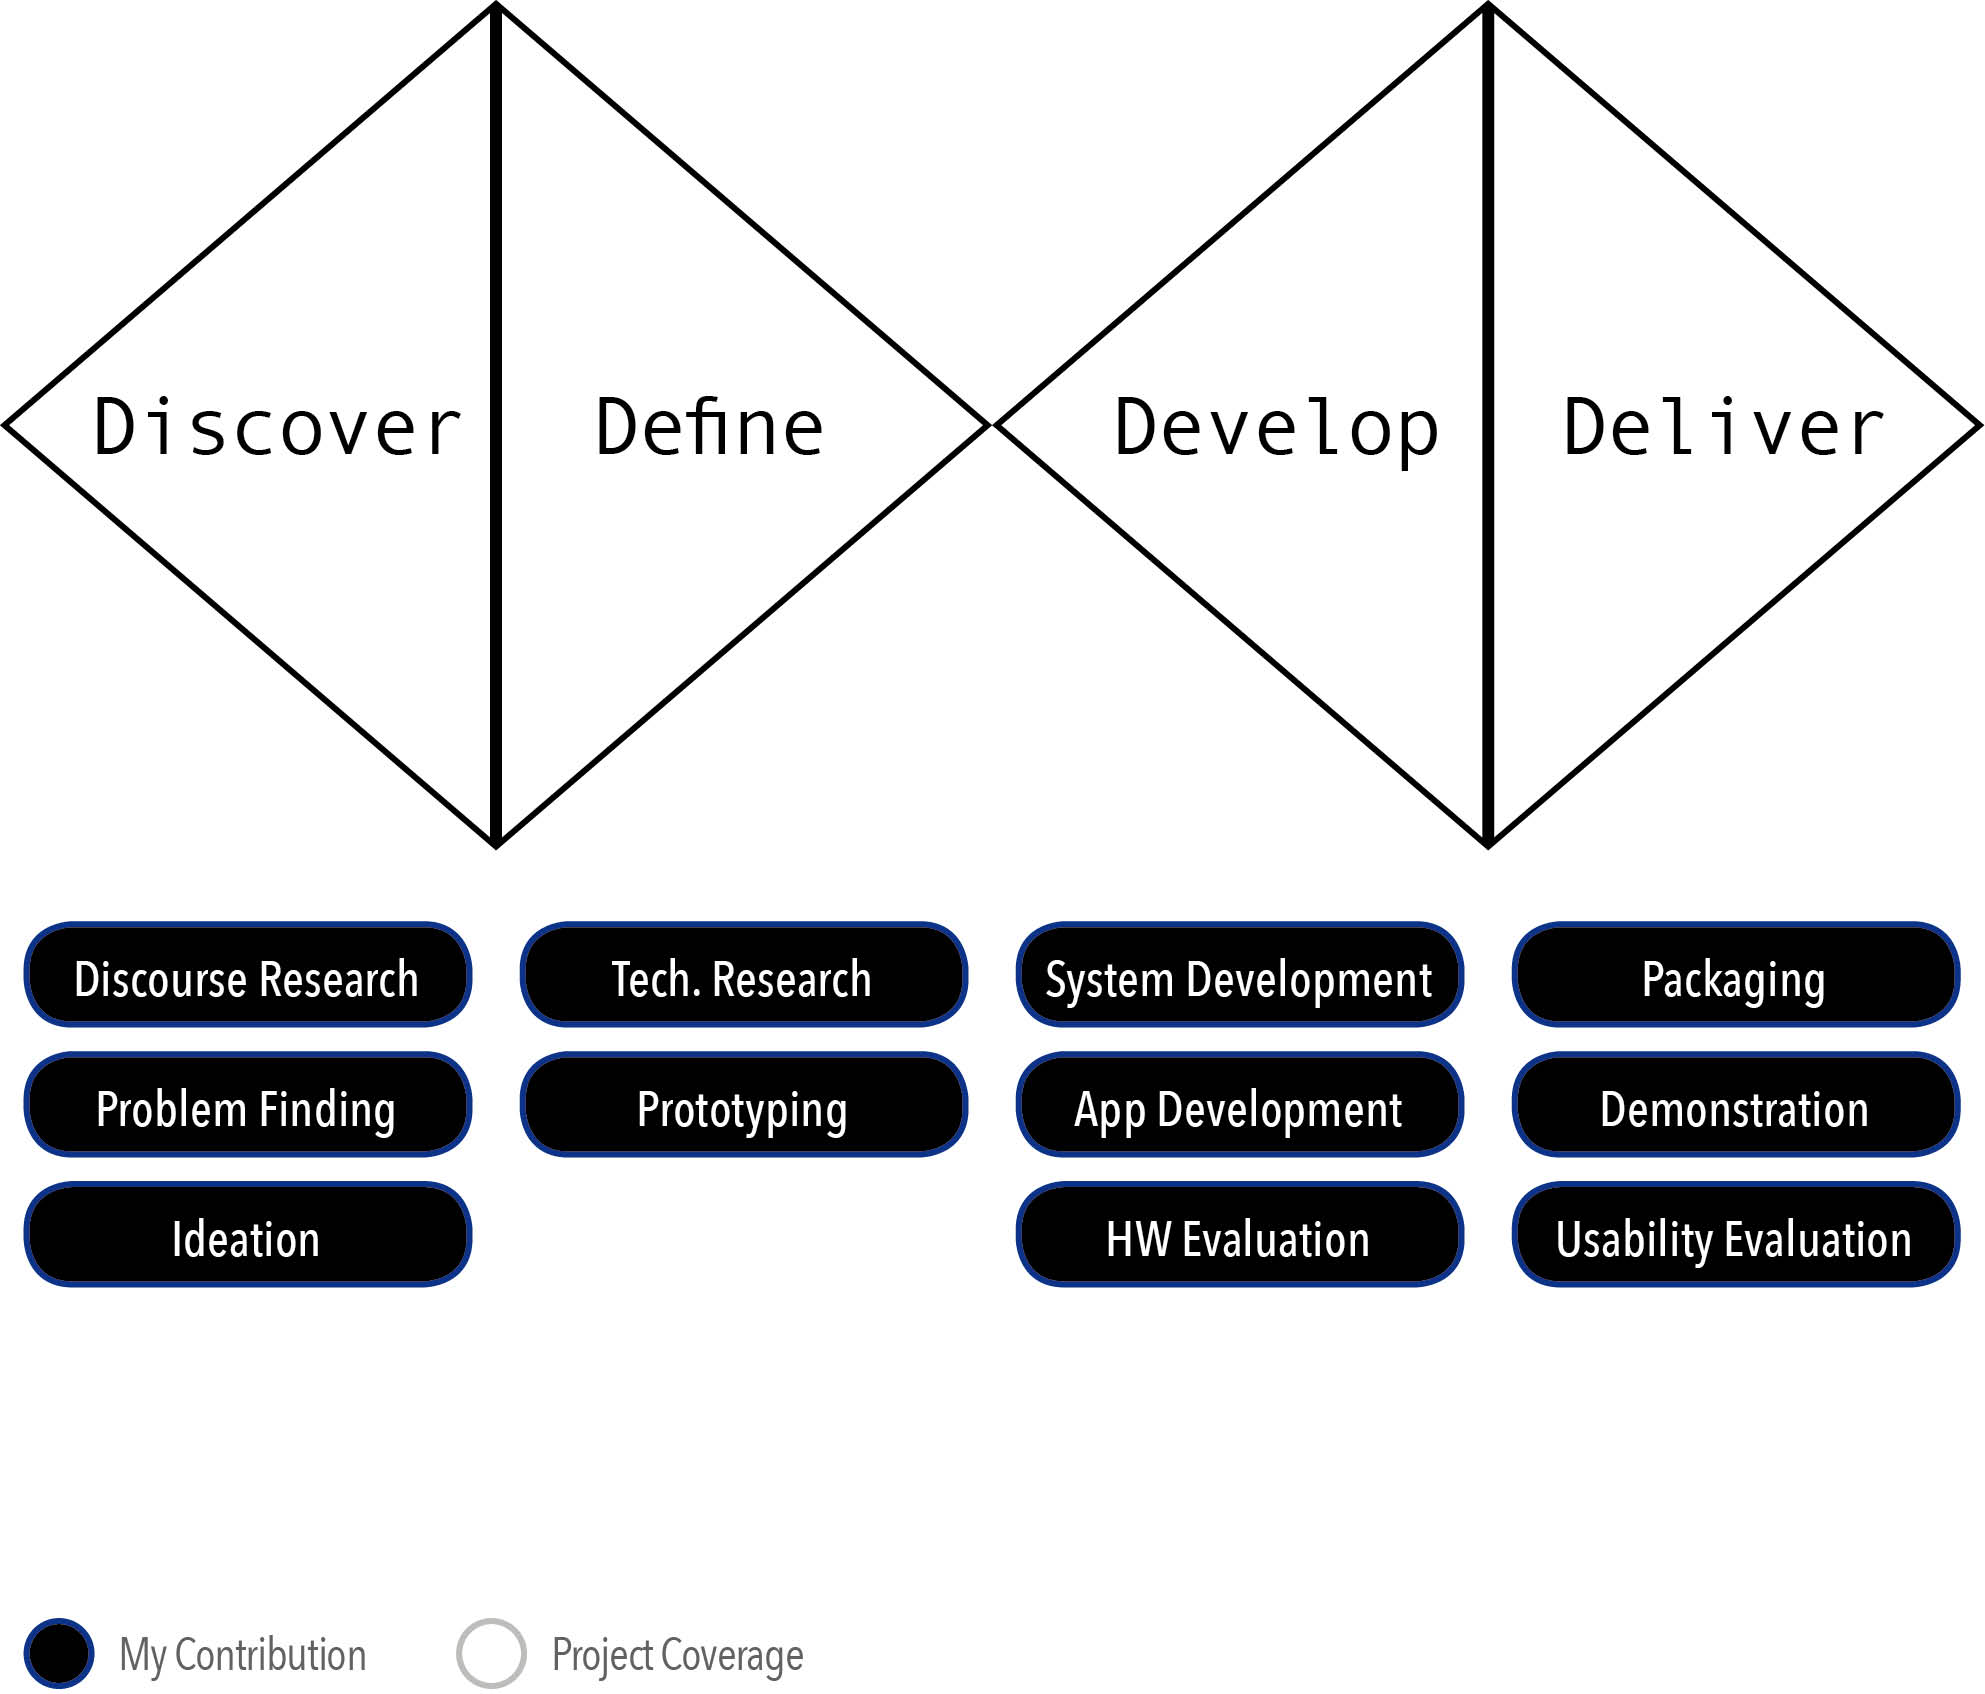 Discover
Define
Develop
Deliver
Discourse Research
Tech. Research
System Development
Packaging
Problem Finding
Prototyping
App Development
Demonstration
Ideation
HW Evaluation
Usability Evaluation
My Contribution
Project Coverage